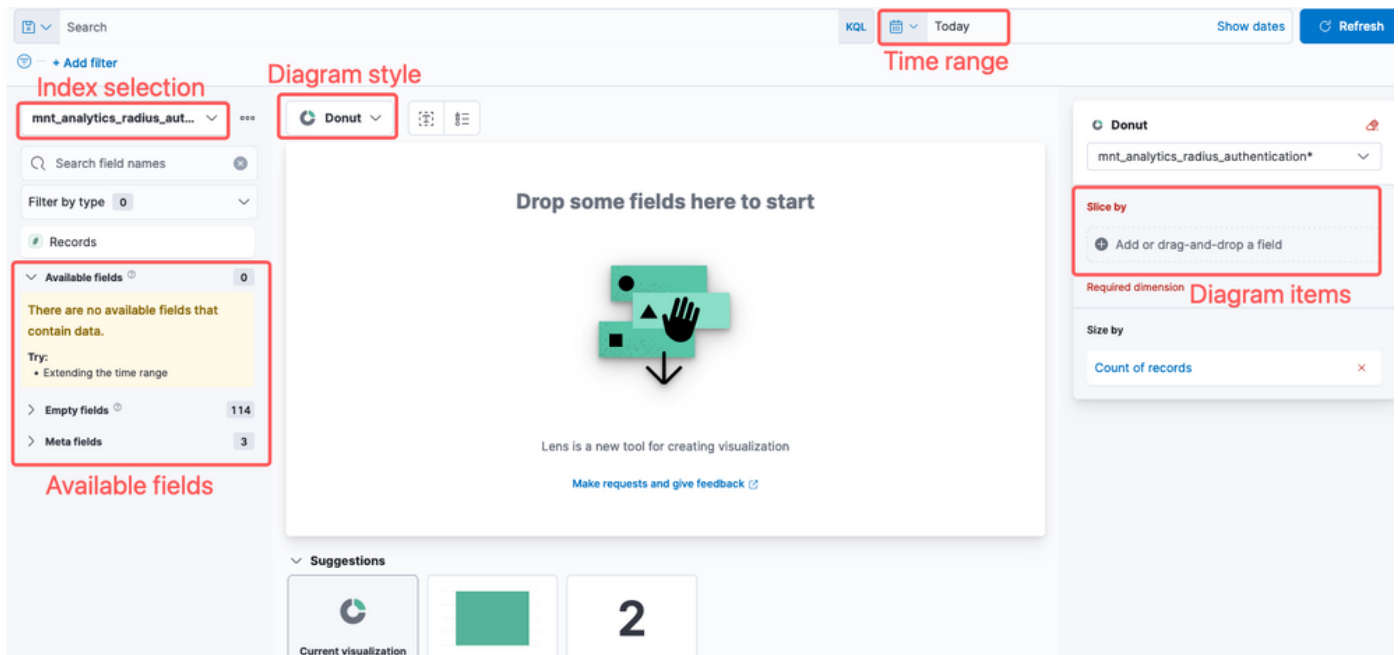 Search
KQL
Today
Show dates
Refresh
+ Add filter
Time range
Index selection
Diagram style
mnt_analytics_radius_aut...
Donut
Search field names
Filter by type 0
Records
Available fields 0
There are no available fields that
contain data.
Try:
• Extending the time range
Empty fields 114
Meta fields 3
Available fields
Drop some fields here to start
Lens is a new tool for creating visualization
Make requests and give feedback
Suggestions
Current visualization
2
Donut
mnt_analytics_radius_authentication*
Slice by
Add or drag-and-drop a field
Required dimension
Diagram items
Size by
Count of records